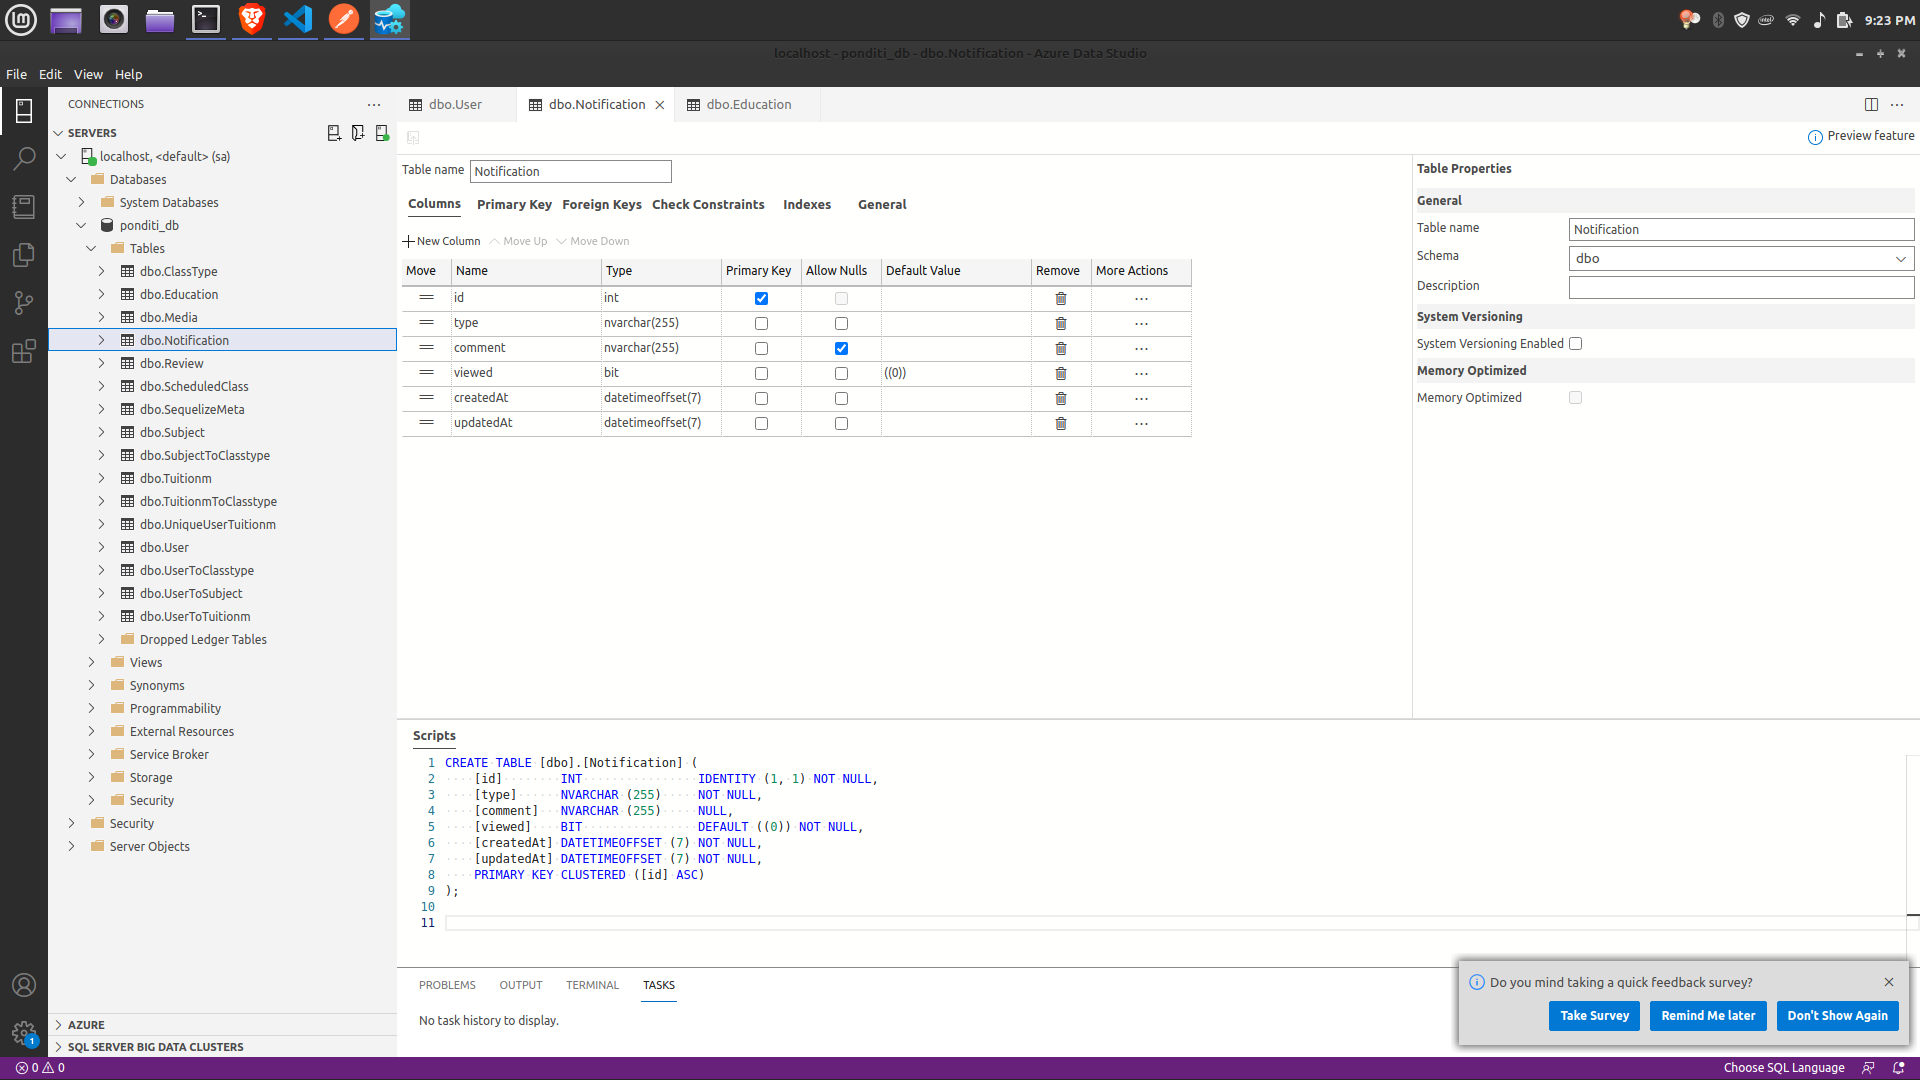 9:23 PM
localhost - ponditi_db - dbo.Notification - Azure Data Studio
File Edit View Help
CONNECTIONS
SERVERS
localhost, <default> (sa)
Databases
System Databases
ponditi_db
Tables
dbo.ClassType
dbo.Education
dbo.Media
dbo.Notification
dbo.Review
dbo.ScheduledClass
dbo.SequelizeMeta
dbo.Subject
dbo.SubjectToClasstype
dbo.Tuitionm
dbo.TuitionmToClasstype
dbo.UniqueUserTuitionm
dbo.User
dbo.UserToClasstype
dbo.UserToSubject
dbo.UserToTuitionm
Dropped Ledger Tables
Views
Synonyms
Programmability
External Resources
Service Broker
Storage
Security
Security
Server Objects
AZURE
SQL SERVER BIG DATA CLUSTERS
dbo.User dbo.Notification dbo.Education
Preview feature
Table name Notification
Columns Primary Key Foreign Keys Check Constraints Indexes General
New Column Move Up Move Down
Move Name Type Primary Key Allow Nulls Default Value Remove More Actions
id int
type nvarchar(255)
comment nvarchar(255)
viewed bit ((0))
createdAt datetimeoffset(7)
updatedAt datetimeoffset(7)
Table Properties
General
Table name Notification
Schema dbo
Description
System Versioning
System Versioning Enabled
Memory Optimized
Memory Optimized
Scripts
1 CREATE TABLE [dbo].[Notification] (
2 [id] INT IDENTITY (1, 1) NOT NULL,
3 [type] NVARCHAR (255) NOT NULL,
4 [comment] NVARCHAR (255) NULL,
5 [viewed] BIT DEFAULT ((0)) NOT NULL,
6 [createdAt] DATETIMEOFFSET (7) NOT NULL,
7 [updatedAt] DATETIMEOFFSET (7) NOT NULL,
8 PRIMARY KEY CLUSTERED ([id] ASC)
9 );
10
11
PROBLEMS OUTPUT TERMINAL TASKS
No task history to display.
Do you mind taking a quick feedback survey?
Take Survey Remind Me later Don't Show Again
1
0 0
Choose SQL Language